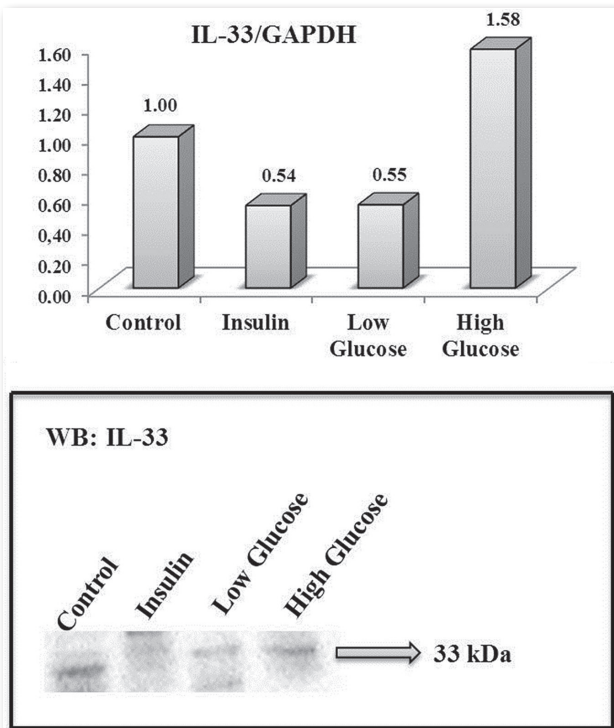 IL-33/GAPDH
1.60
1.40
1.20
1.00
0.80
0.60
0,40
0.20
0.00
1.00
0.54
0.55
1.58
Control
Insulin
Low
Glucose
High
Glucose
WB: IL-33
Control
Insulin
Low Glucose
High Glucose
33 kDa